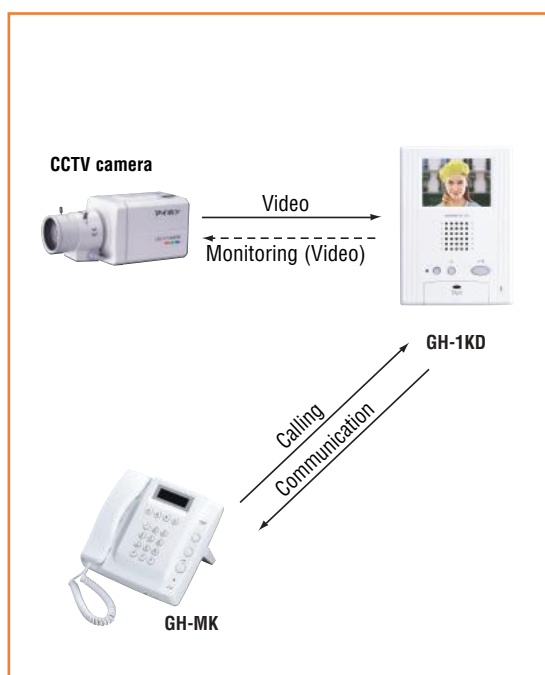 CCTV camera
Video
Monitoring (Video)
GH-1KD
Calling
Communication
GH-MK